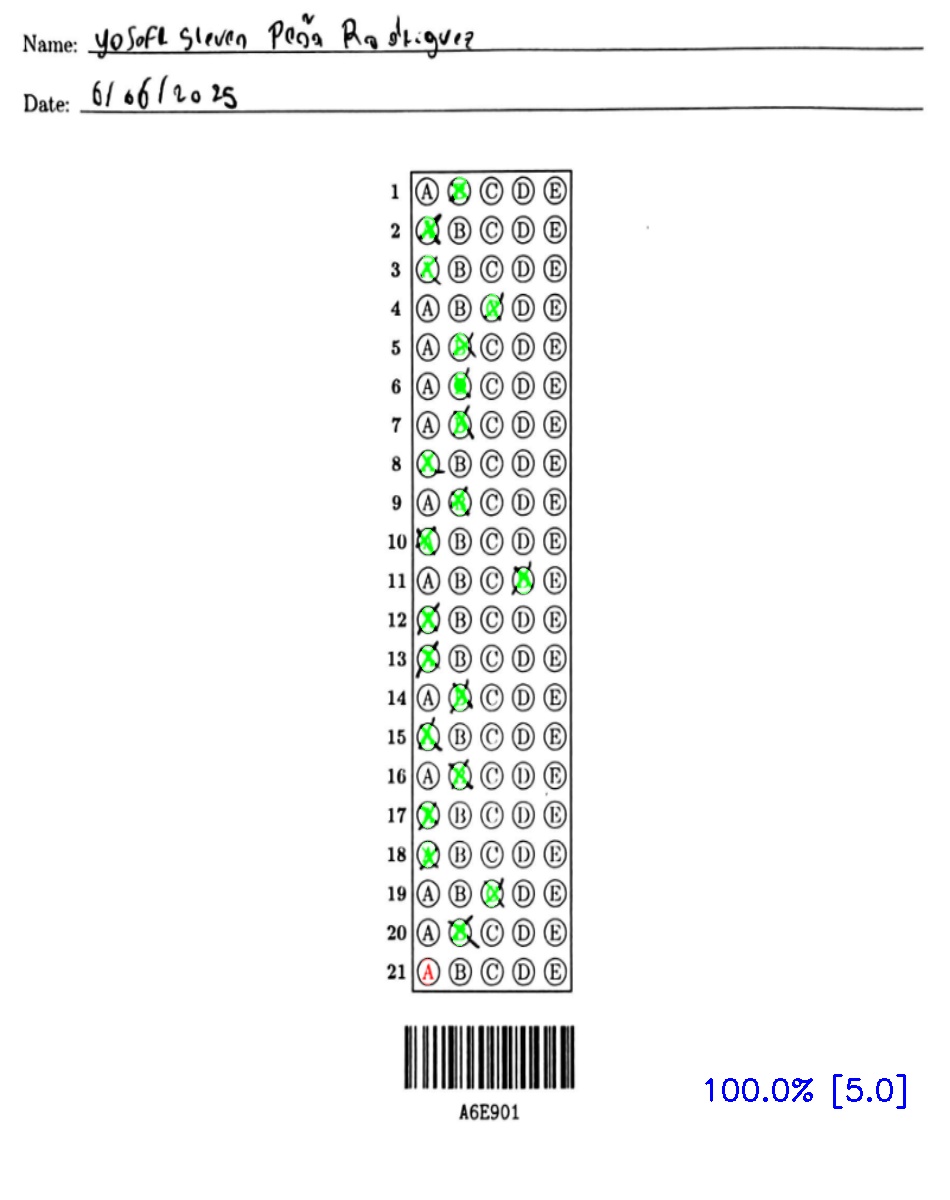 Name: Yosoft Steven Peña Rodriguez
Date: 6/06/2025
1 A B C D E
2 A B C D E
3 A B C D E
4 A B C D E
5 A B C D E
6 A B C D E
7 A B C D E
8 A B C D E
9 A B C D E
10 A B C D E
11 A B C D E
12 A B C D E
13 A B C D E
14 A B C D E
15 A B C D E
16 A B C D E
17 A B C D E
18 A B C D E
19 A B C D E
20 A B C D E
21 A B C D E
A6E901
100.0% [5.0]